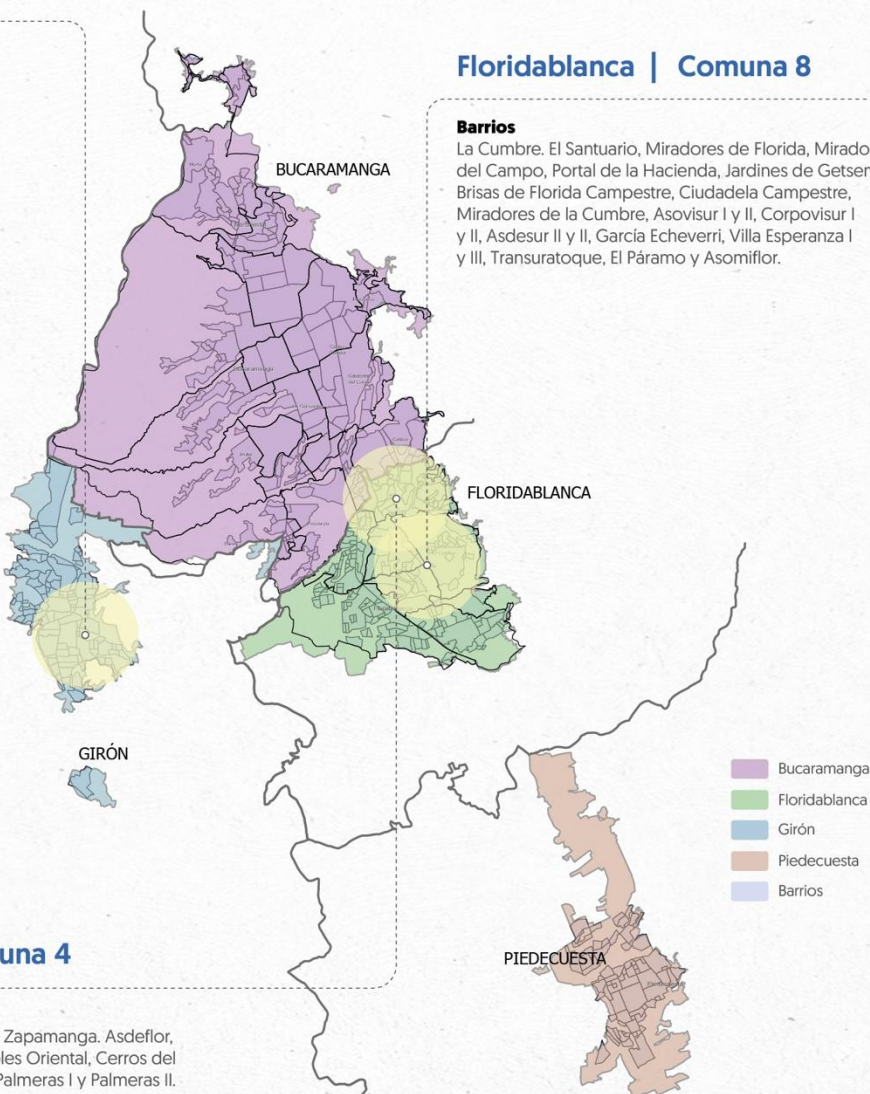 Floridablanca | Comuna 8
Barrios
La Cumbre. El Santuario, Miradores de Florida, Mirado
del Campo, Portal de la Hacienda, Jardines de Getsem
Brisas de Florida Campestre, Ciudadela Campestre,
Miradores de la Cumbre, Asovisur I y II, Corpovisur I
y II, Asdesur II y II, García Echeverri, Villa Esperanza I
y III, Transuratoque, El Páramo y Asomiflor.
BUCARAMANGA
FLORIDABLANCA
GIRÓN
PIEDECUESTA
Bucaramanga
Floridablanca
Girón
Piedecuesta
Barrios
una 4
Zapamanga. Asdeflor,
les Oriental, Cerros del
Palmeras I y Palmeras II.